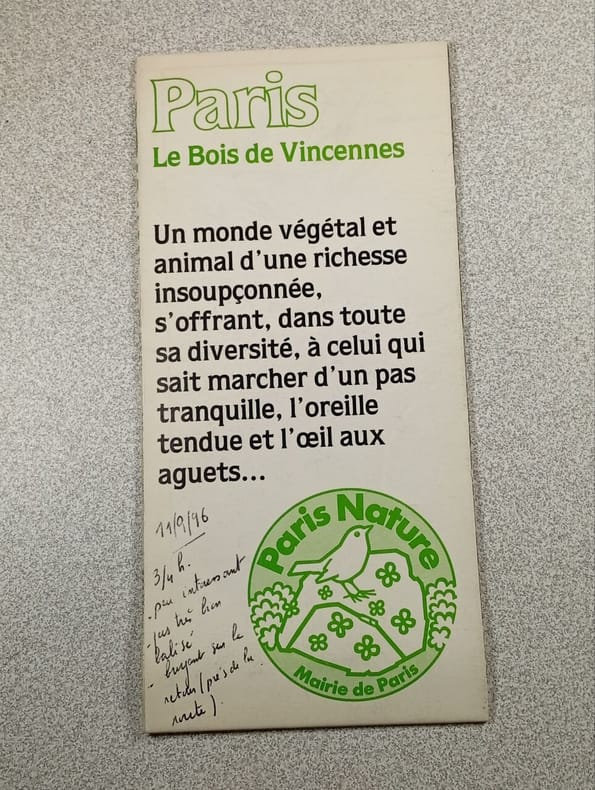 Paris
Le Bois de Vincennes
Un monde végétal et
animal d'une richesse
insoupçonnée,
s'offrant, dans toute
sa diversité, à celui qui
sait marcher d'un pas
tranquille, l'oreille
tendue et l'œil aux
aguets...
11/9/96
3/4 h.
- peu intéressant
- pas très bien
balisé
- bruyant sur le
retour (près de la
route).
Paris Nature
Mairie de Paris